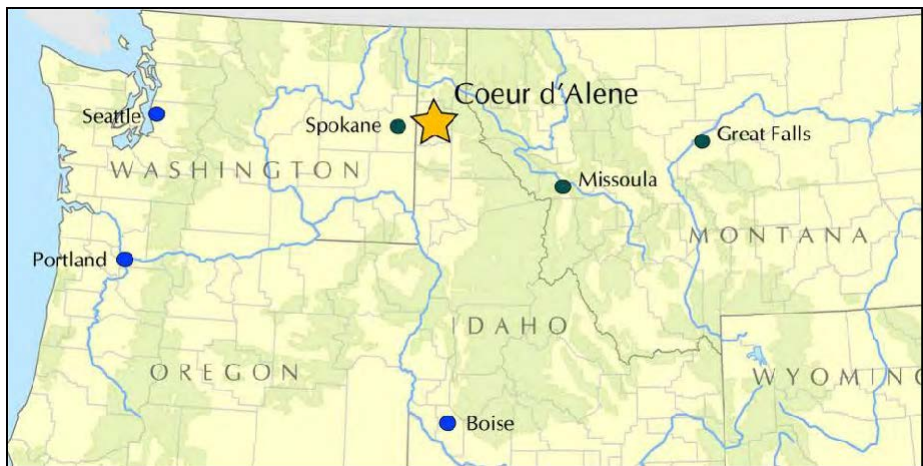 Coeur d'Alene
Seattle
Spokane
Great Falls
WASHINGTON
Missoula
MONTANA
Portland
IDAHO
OREGON
WYOMING
Boise